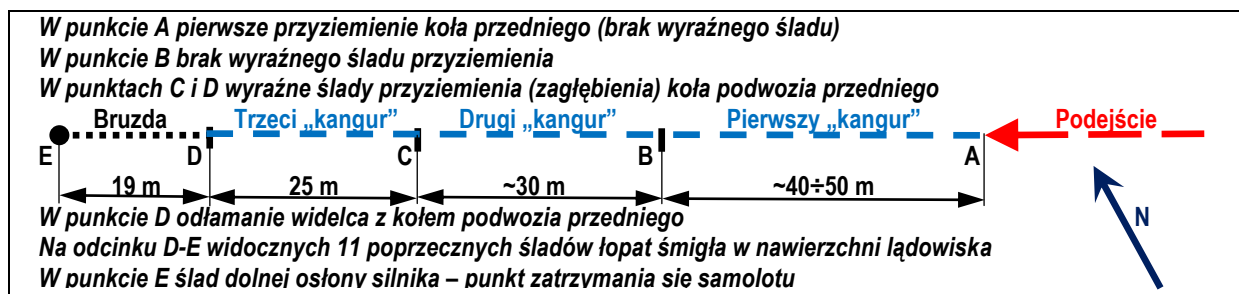 W punkcie A pierwsze przyziemienie koła przedniego (brak wyraźnego śladu)
W punkcie B brak wyraźnego śladu przyziemienia
W punktach C i D wyraźne ślady przyziemienia (zagłębienia) koła podwozia przedniego
Bruzda Trzeci „kangur” Drugi „kangur” Pierwszy „kangur” Podejście
E D C B A
19 m 25 m ~30 m ~40÷50 m N
W punkcie D odłamanie widelca z kołem podwozia przedniego
Na odcinku D-E widocznych 11 poprzecznych śladów łopat śmigła w nawierzchni lądowiska
W punkcie E ślad dolnej osłony silnika – punkt zatrzymania się samolotu